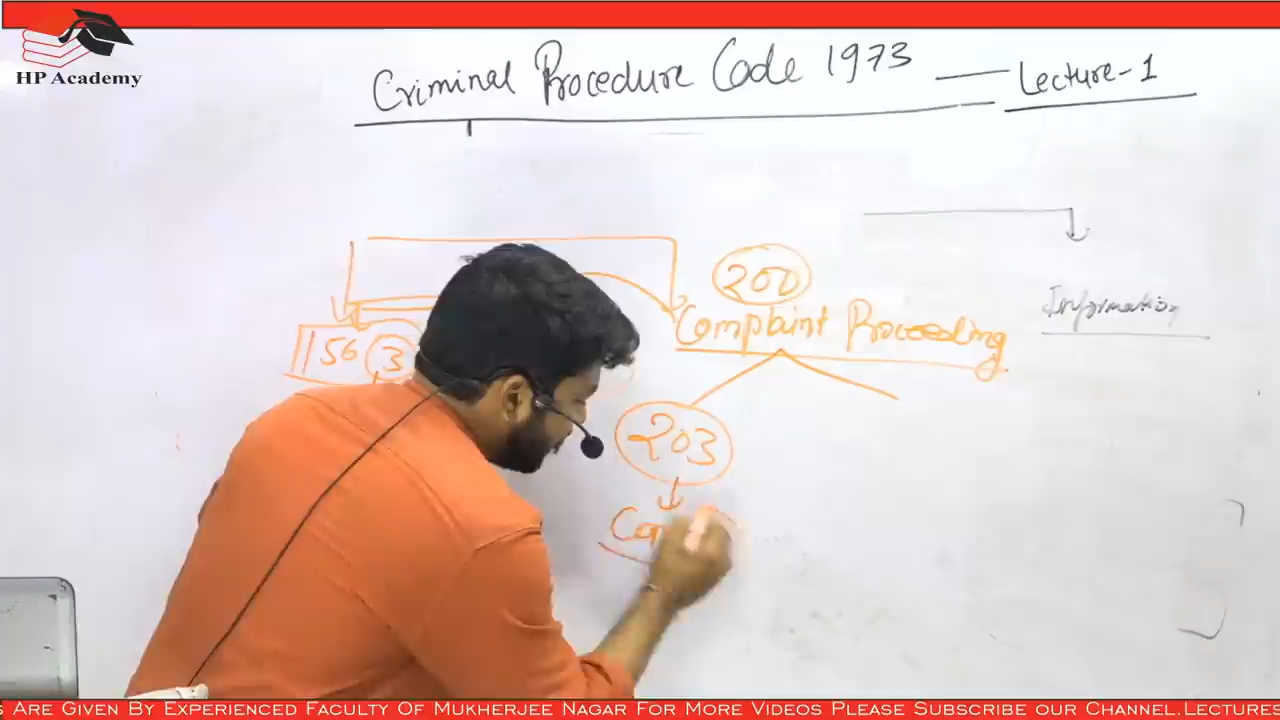 HP Academy
Criminal Procedure Code 1973 — Lecture-1
200
Complaint Proceeding
Information
156 3
203
S ARE GIVEN BY EXPERIENCED FACULTY OF MUKHERJEE NAGAR FOR MORE VIDEOS PLEASE SUBSCRIBE OUR CHANNEL.LECTURES